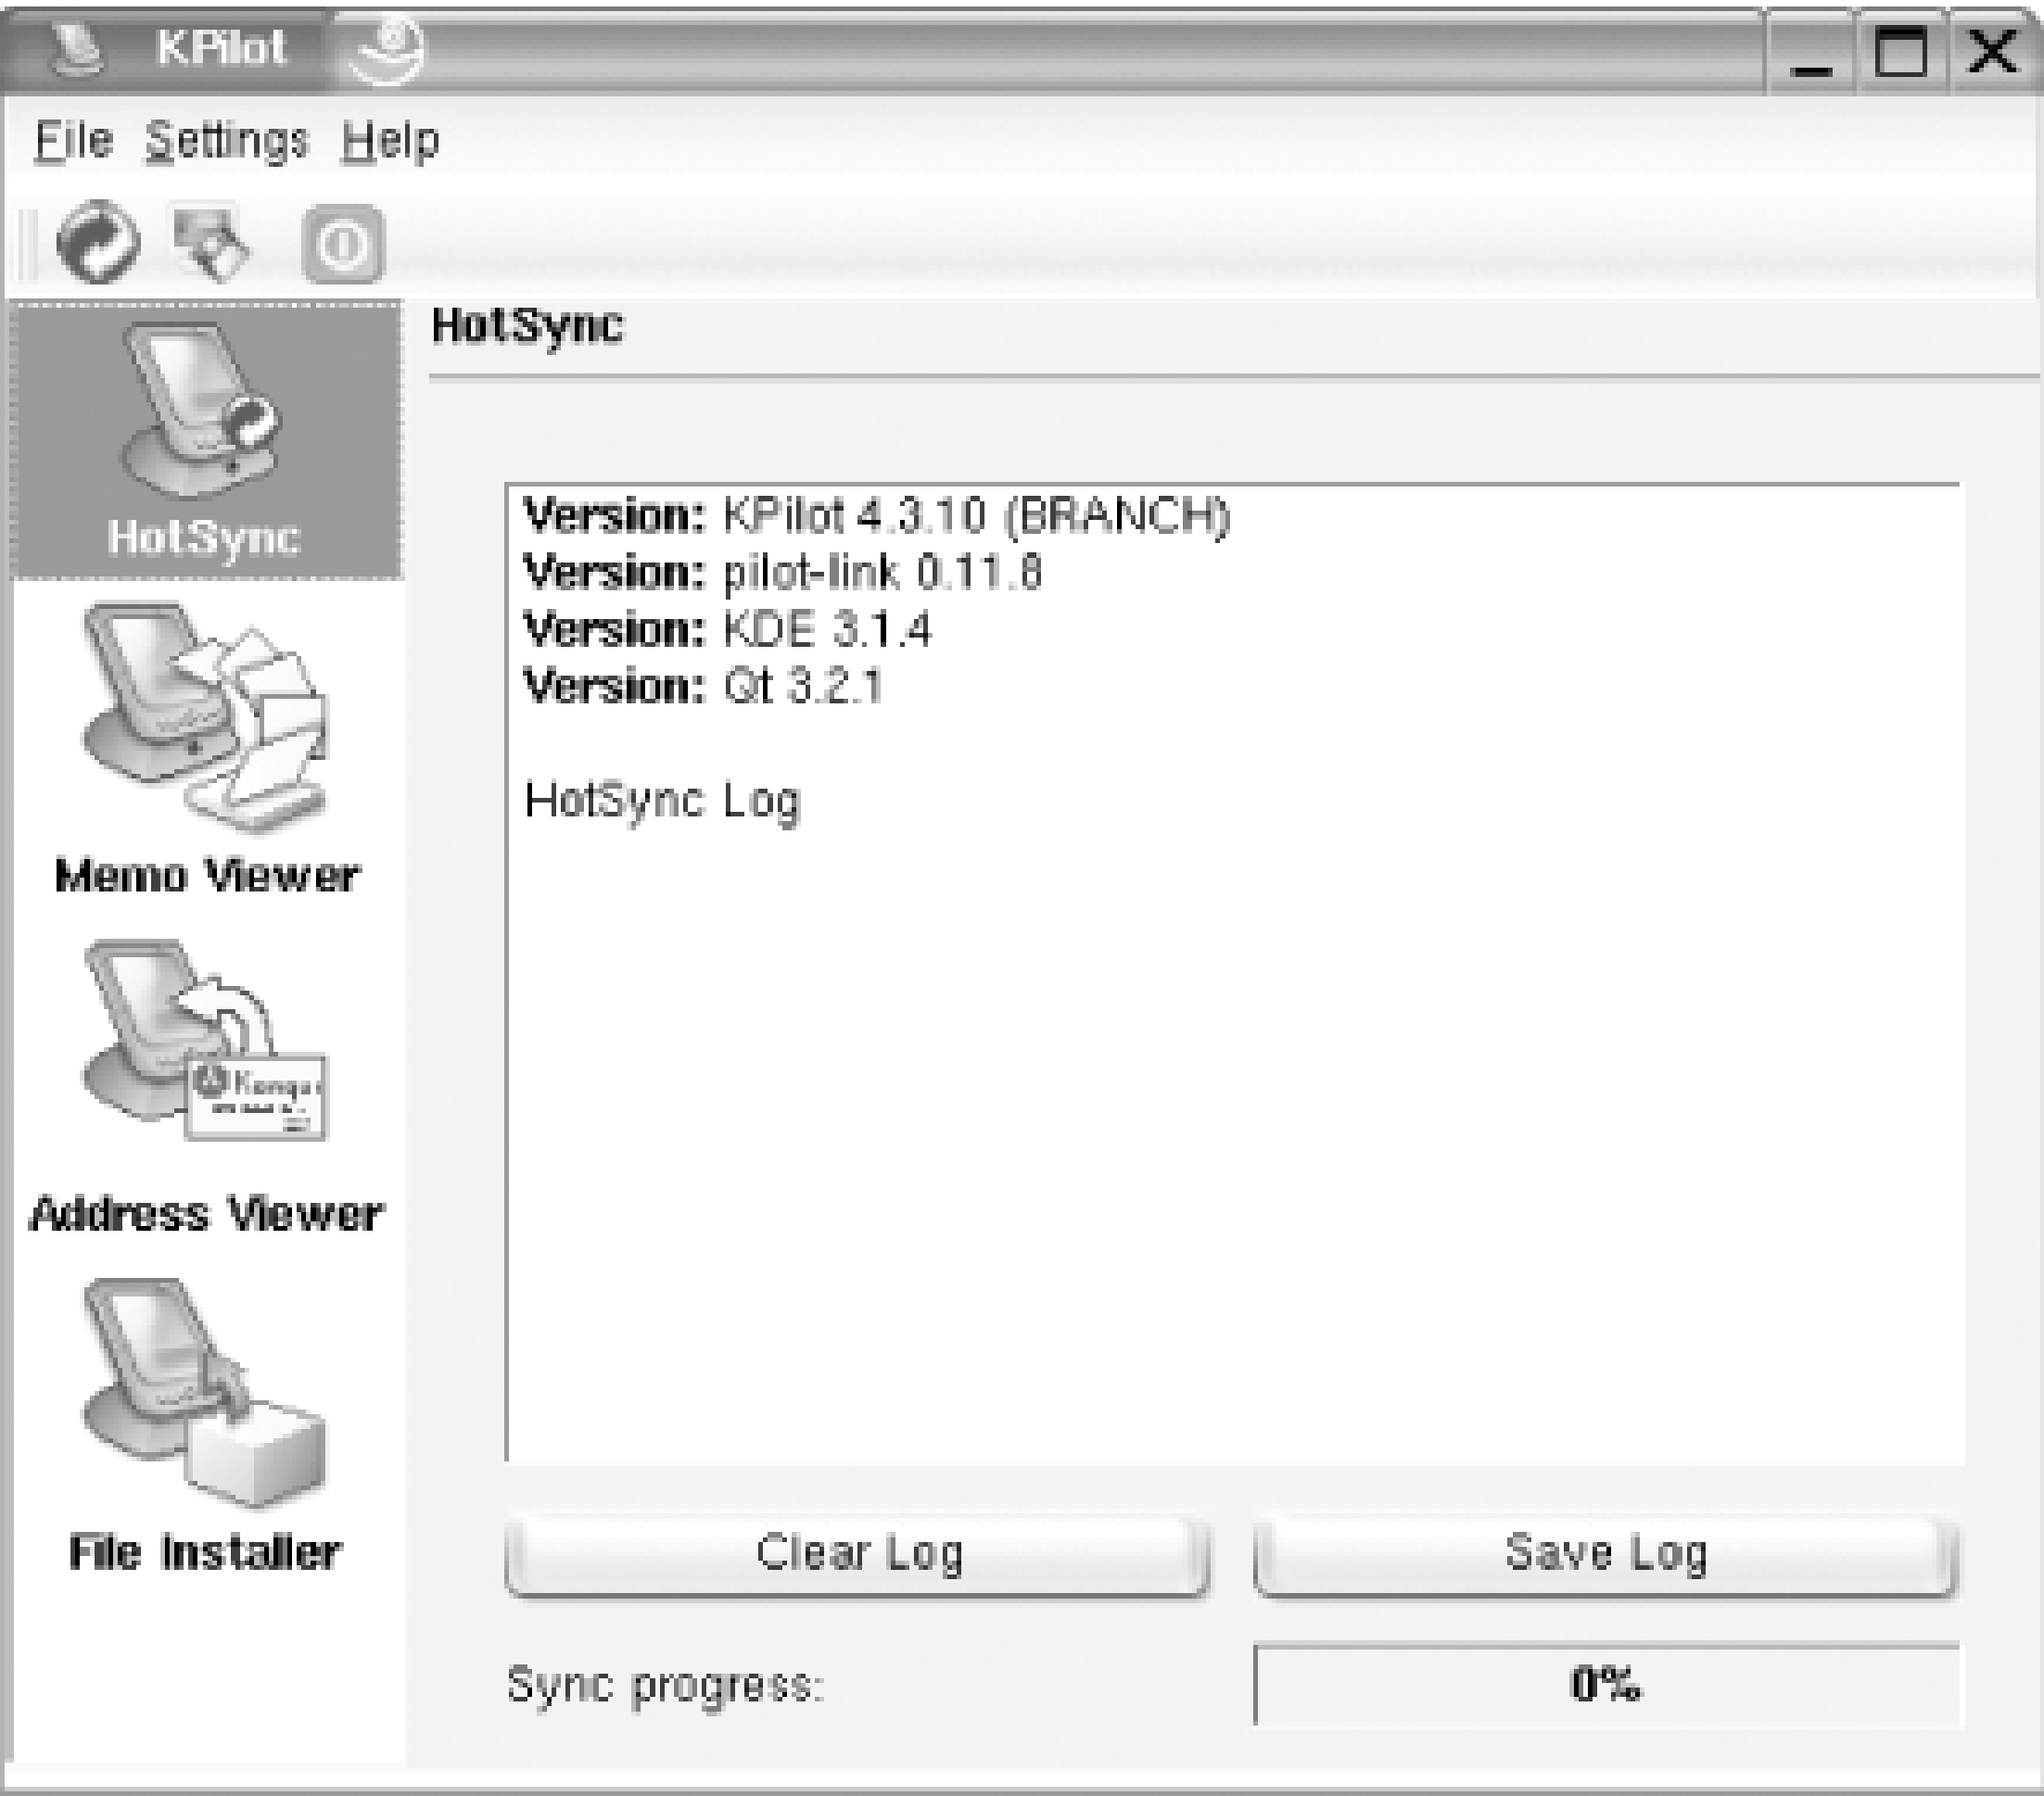 KPilot
File Settings Help
HotSync
HotSync
Memo Viewer
Address Viewer
File Installer
Version: KPilot 4.3.10 (BRANCH)
Version: pilot-link 0.11.8
Version: KDE 3.1.4
Version: Qt 3.2.1
HotSync Log
Clear Log Save Log
Sync progress: 0%